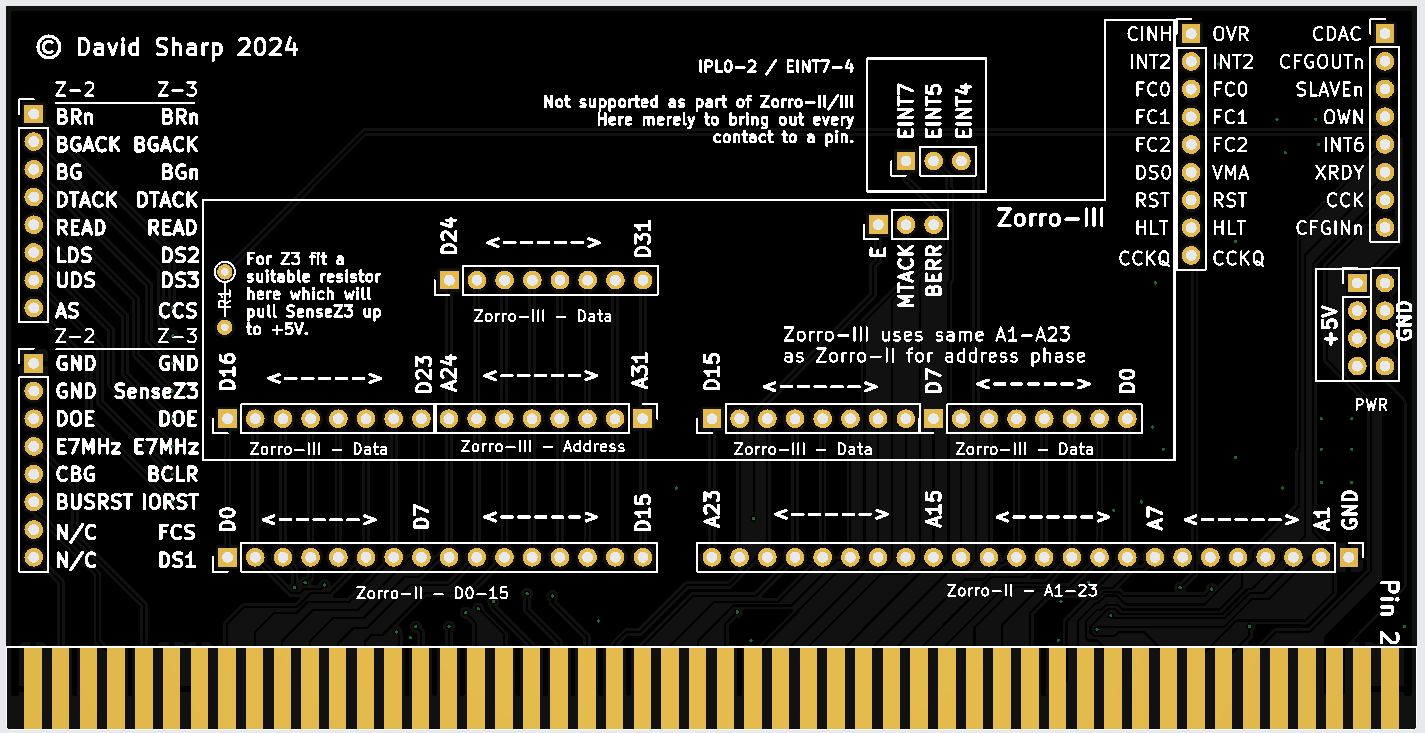 © David Sharp 2024
Z-2 Z-3
BRn BRn
BGACK BGACK
BG BGn
DTACK DTACK
READ READ
LDS DS2
UDS DS3
AS CCS
Z-2 Z-3
GND GND
GND SenseZ3
DOE DOE
E7MHz E7MHz
CBG BCLR
BUSRST IORST
N/C FCS
N/C DS1
IPL0-2 / EINT7-4
Not supported as part of Zorro-II/III
Here merely to bring out every
contact to a pin.
EINT7
EINT5
EINT4
CINH OVR
INT2 INT2
FC0 FC0
FC1 FC1
FC2 FC2
DS0 VMA
RST RST
HLT HLT
CCKQ CCKQ
CDAC
CFGOUTn
SLAVEn
OWN
INT6
XRDY
CCK
CFGINn
Zorro-III
E
MTACK
BERR
D24 <-----> D31
Zorro-III - Data
R1
For Z3 fit a
suitable resistor
here which will
pull SenseZ3 up
to +5V.
Zorro-III uses same A1-A23
as Zorro-II for address phase
+5V
GND
PWR
D16 <-----> D23
A24 <-----> A31
D15 <-----> D7
<-----> D0
Zorro-III - Data
Zorro-III - Address
Zorro-III - Data
Zorro-III - Data
D0 <-----> D7 <-----> D15
A23 <-----> A15 <-----> A7 <-----> A1 GND
Zorro-II - D0-15
Zorro-II - A1-23
Pin 2